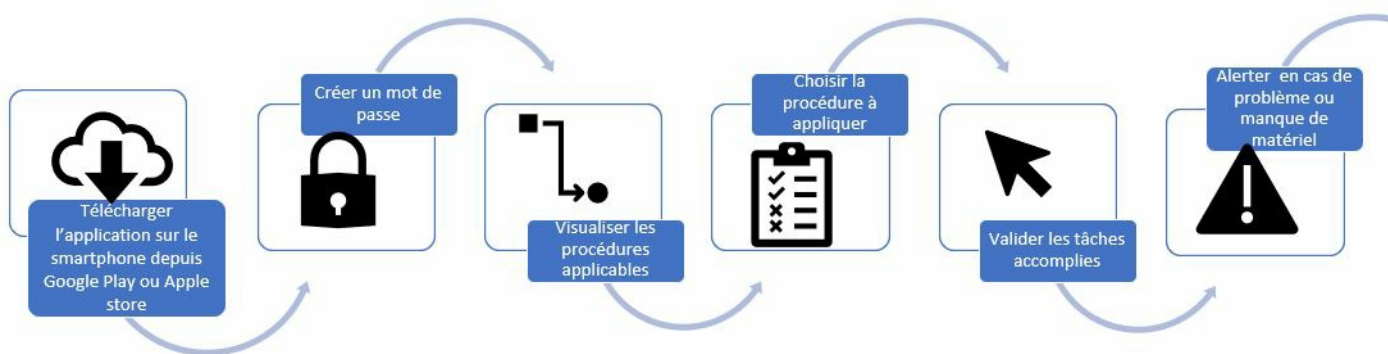 Télécharger
l'application sur le
smartphone depuis
Google Play ou Apple
store
Créer un mot de
passe
Visualiser les
procédures
applicables
Choisir la
procédure à
appliquer
Valider les tâches
accomplies
Alerter en cas de
problème ou
manque de
matériel